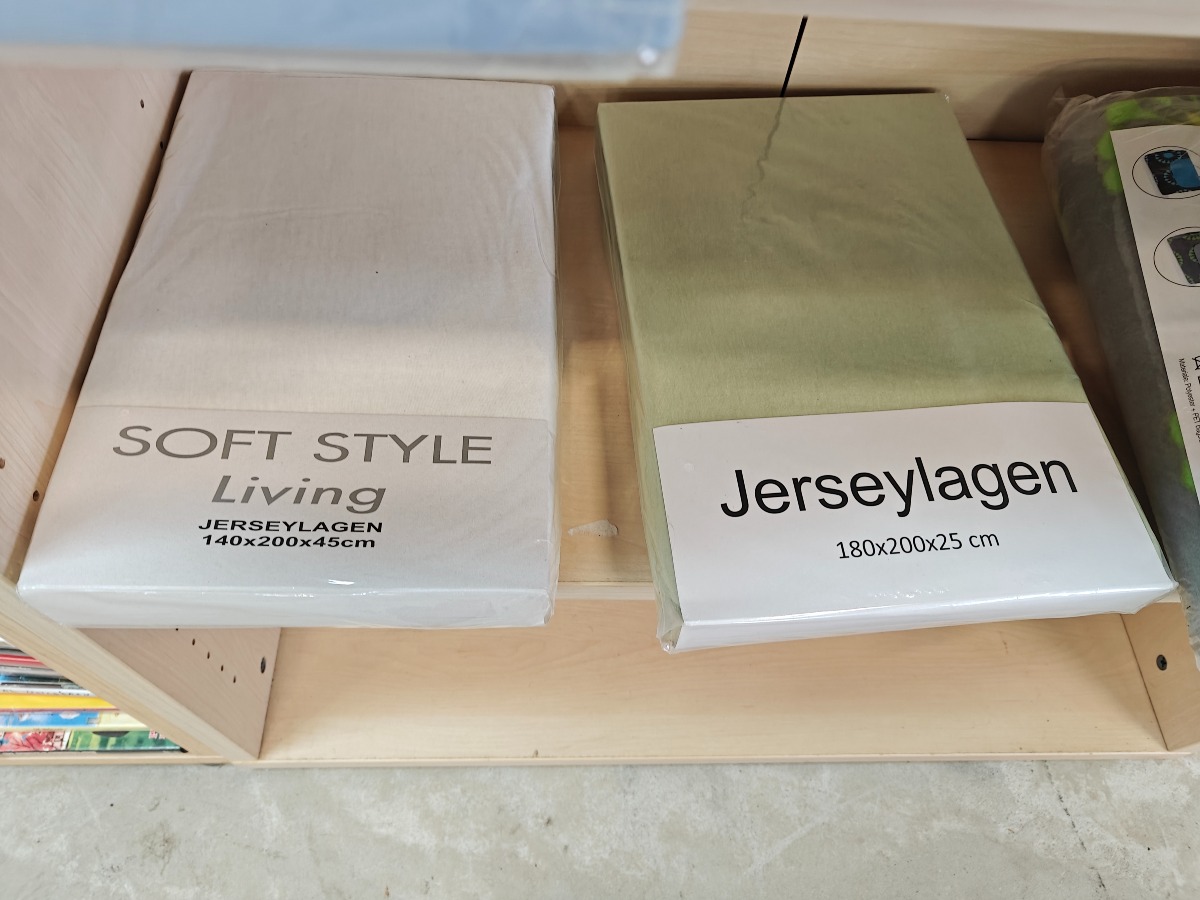 SOFT STYLE
Living
JERSEYLAGEN
140x200x45cm
Jerseylagen
180x200x25 cm